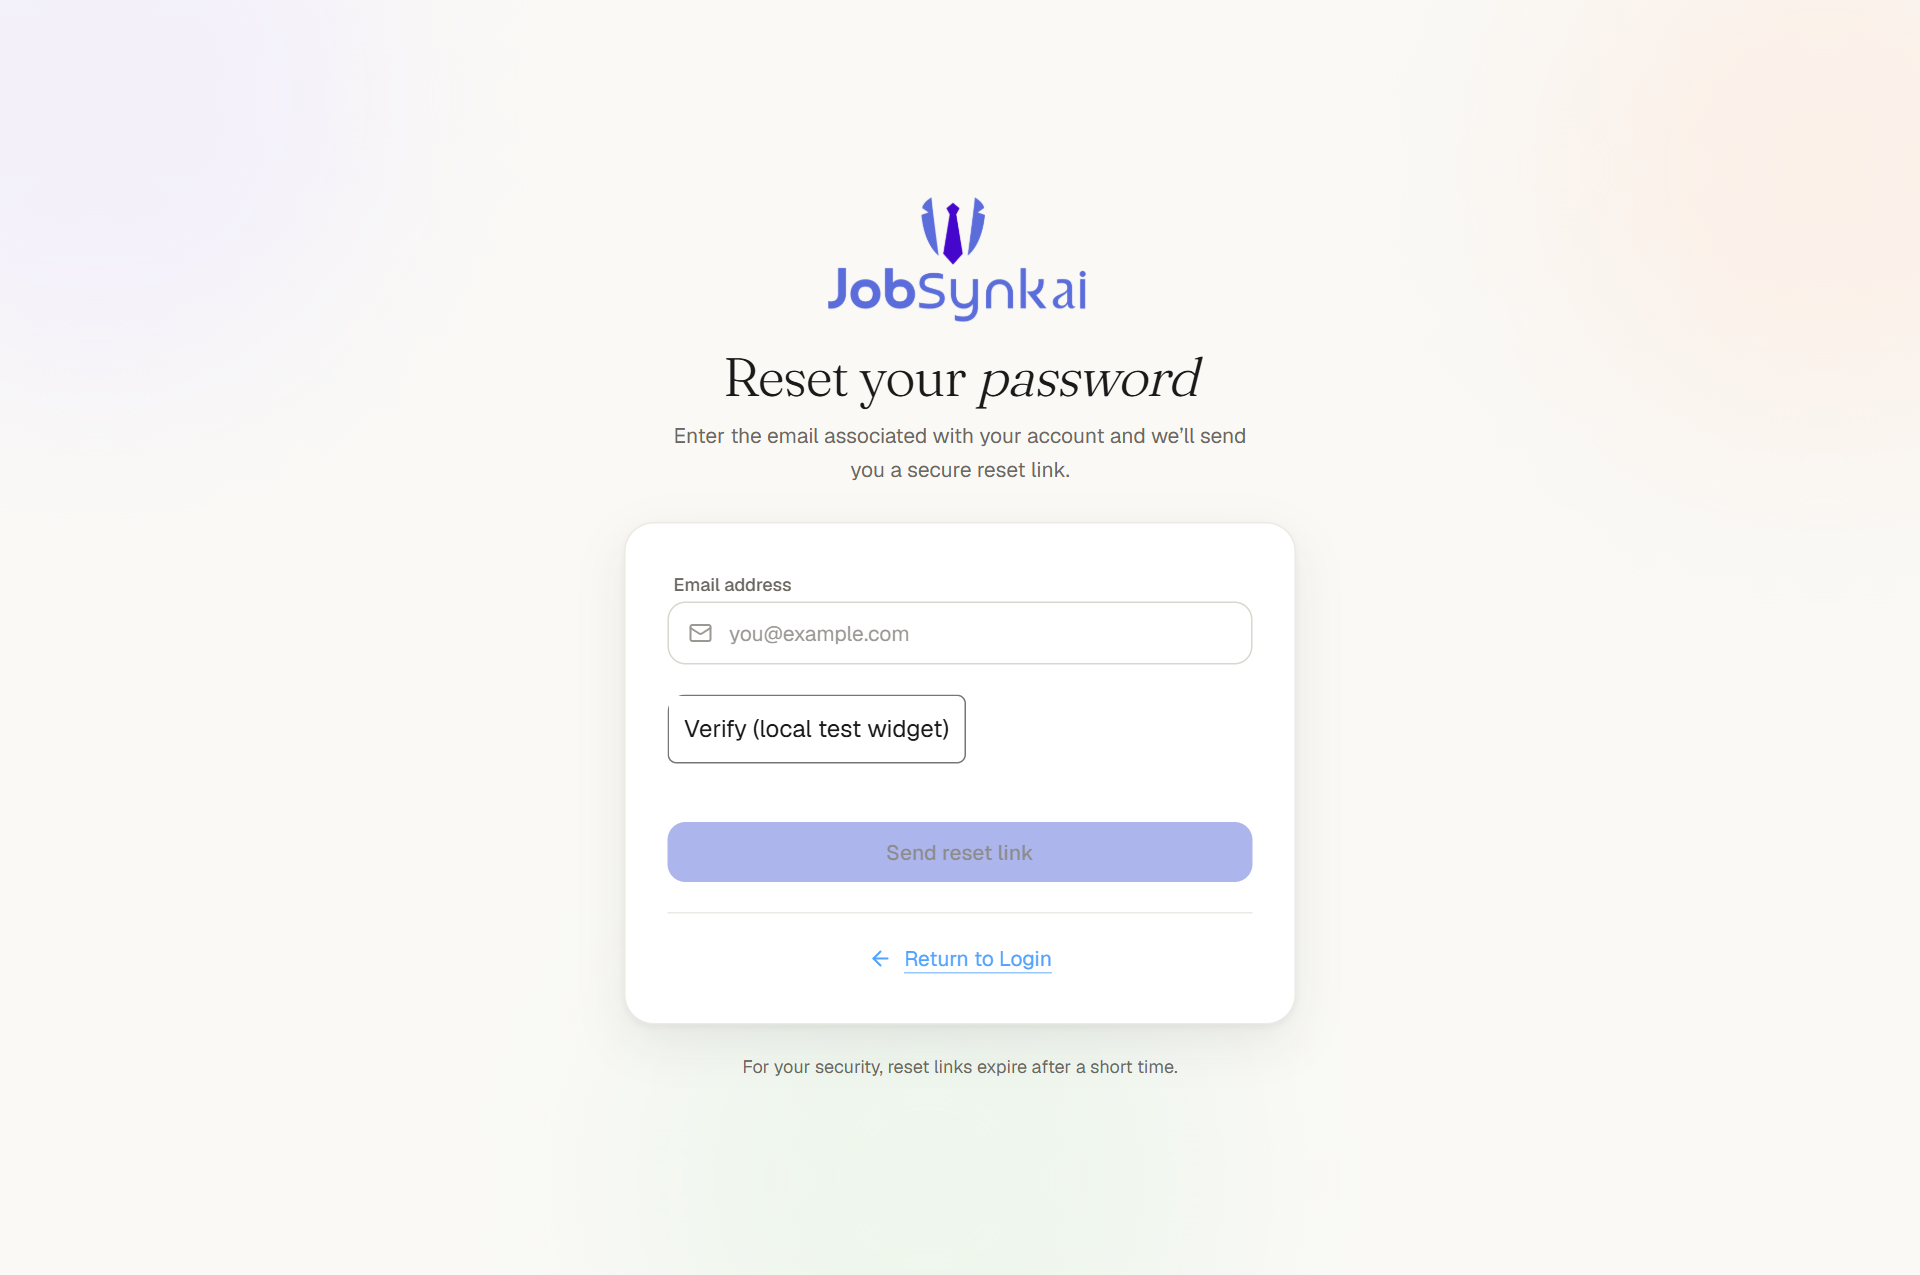 JobSynkai
Reset your password
Enter the email associated with your account and we’ll send
you a secure reset link.
Email address
you@example.com
Verify (local test widget)
Send reset link
Return to Login
For your security, reset links expire after a short time.